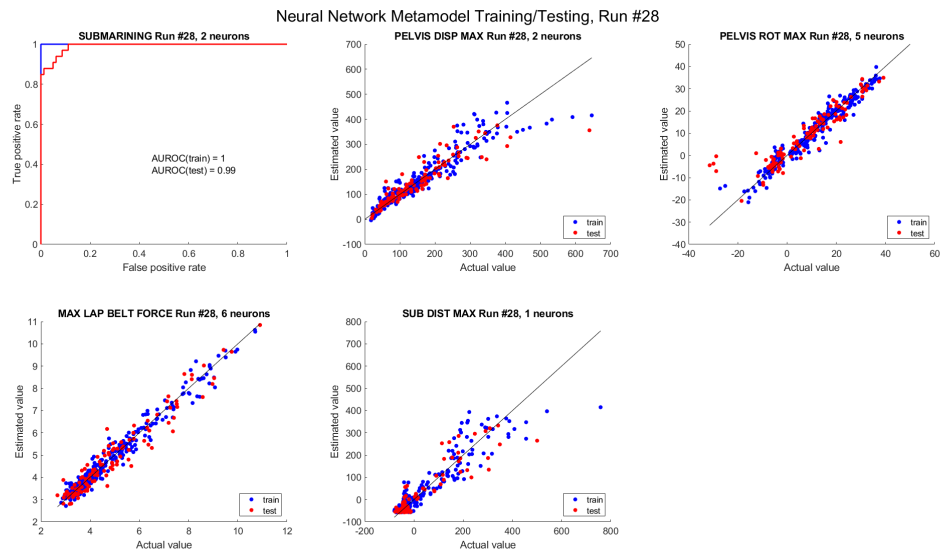 Neural Network Metamodel Training/Testing, Run #28
SUBMARINING Run #28, 2 neurons
1
0.8
0.6
0.4
0.2
0
True positive rate
AUROC(train) = 1
AUROC(test) = 0.99
0 0.2 0.4 0.6 0.8 1
False positive rate
PELVIS DISP MAX Run #28, 2 neurons
700
600
500
400
300
200
100
0
-100
Estimated value
train
test
0 100 200 300 400 500 600 700
Actual value
PELVIS ROT MAX Run #28, 5 neurons
50
40
30
20
10
0
-10
-20
-30
-40
Estimated value
train
test
-40 -20 0 20 40 60
Actual value
MAX LAP BELT FORCE Run #28, 6 neurons
11
10
9
8
7
6
5
4
3
2
Estimated value
train
test
2 4 6 8 10 12
Actual value
SUB DIST MAX Run #28, 1 neurons
800
700
600
500
400
300
200
100
0
-100
Estimated value
train
test
-200 0 200 400 600 800
Actual value